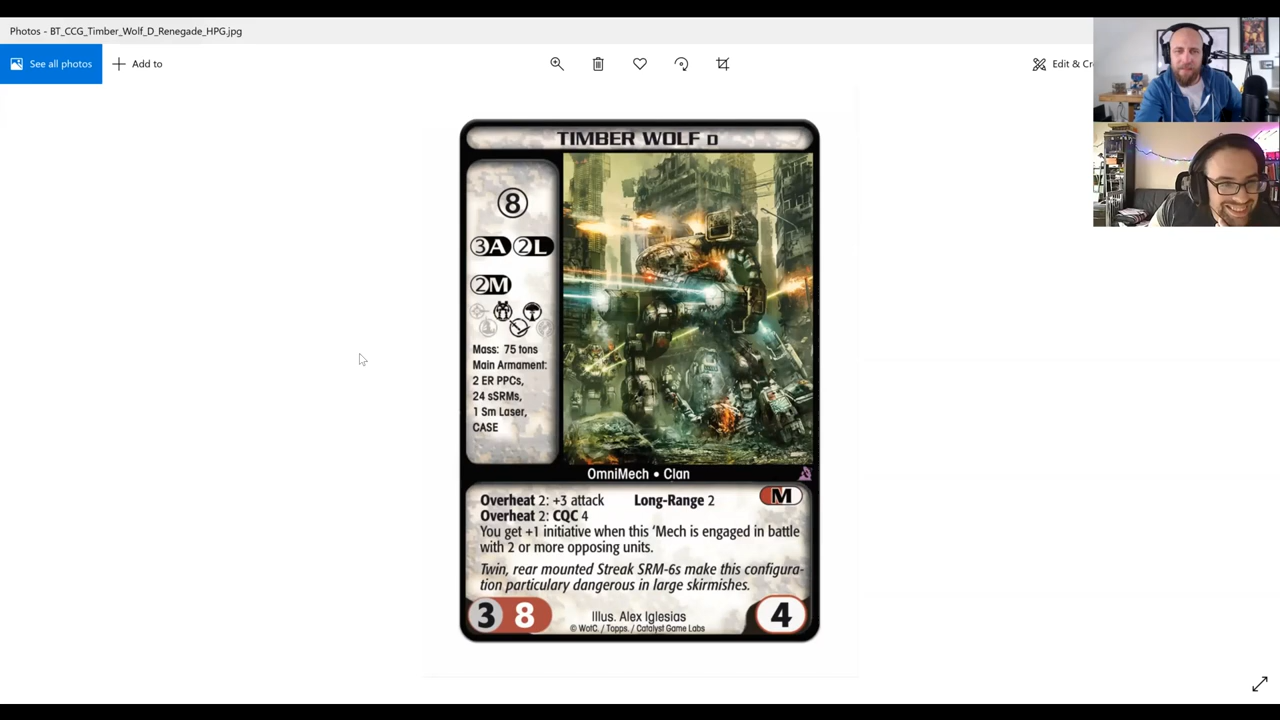 Photos - BT_CCG_Timber_Wolf_D_Renegade_HPG.jpg
See all photos
Add to
Edit & Cr
TIMBER WOLF D
8
3A 2L
2M
Mass: 75 tons
Main Armament:
2 ER PPCs,
24 sSRMs,
1 Sm Laser,
CASE
OmniMech • Clan
M
Overheat 2: +3 attack Long-Range 2
Overheat 2: CQC 4
You get +1 initiative when this 'Mech is engaged in battle
with 2 or more opposing units.
Twin, rear mounted Streak SRM-6s make this configura-
tion particulary dangerous in large skirmishes.
3 8
Illus. Alex Iglesias
© WotC. / Topps. / Catalyst Game Labs
4